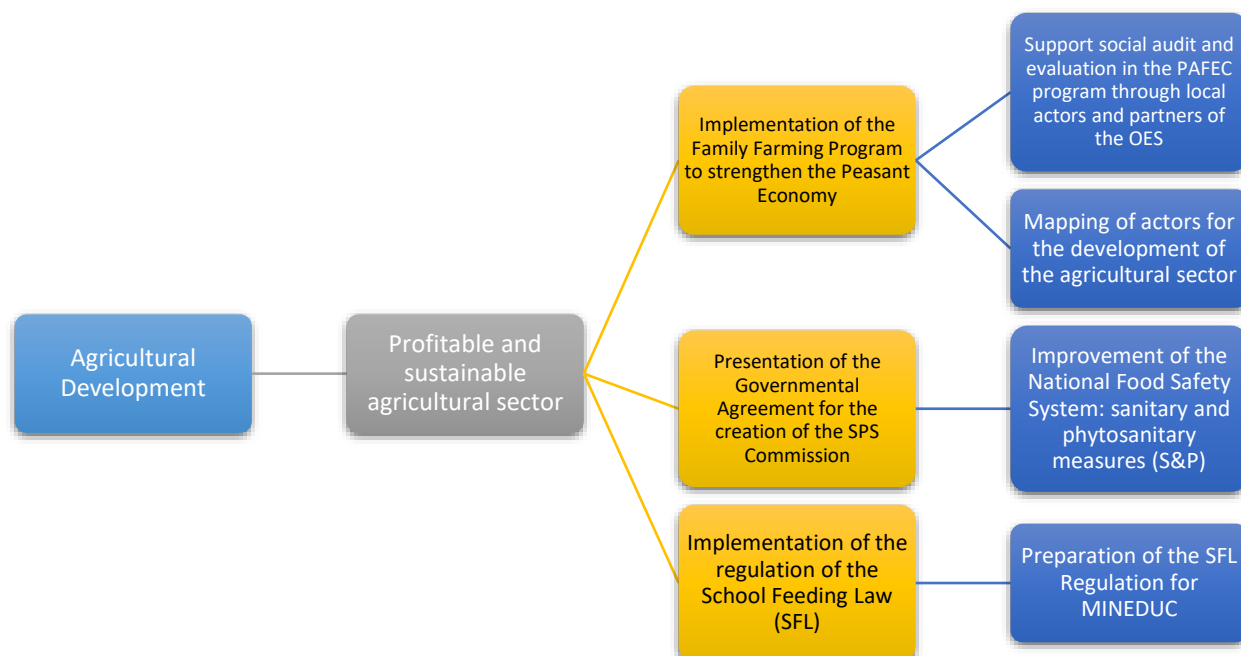 Agricultural
Development
Profitable and
sustainable
agricultural sector
Implementation of the
Family Farming Program
to strengthen the Peasant
Economy
Support social audit and
evaluation in the PAFEC
program through local
actors and partners of
the OES
Mapping of actors for
the development of
the agricultural sector
Presentation of the
Governmental
Agreement for the
creation of the SPS
Commission
Improvement of the
National Food Safety
System: sanitary and
phytosanitary
measures (S&P)
Implementation of the
regulation of the
School Feeding Law
(SFL)
Preparation of the SFL
Regulation for
MINEDUC